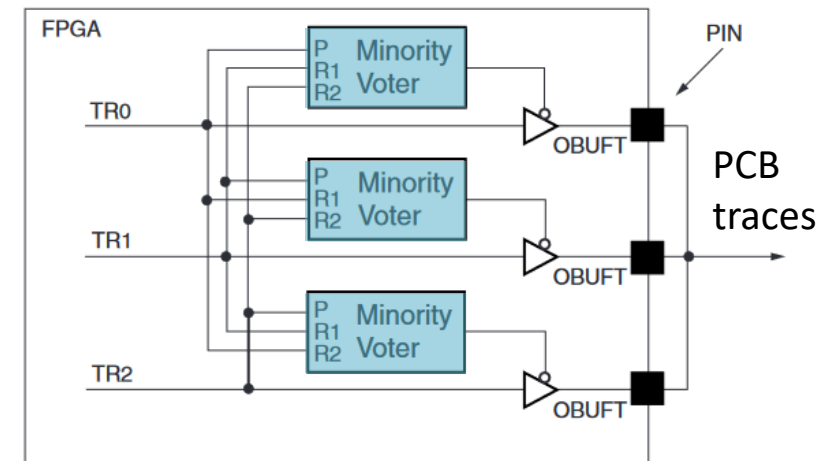 FPGA
PIN
P Minority
R1
R2 Voter
TR0
OBUFT
PCB
traces
P Minority
R1
R2 Voter
TR1
OBUFT
P Minority
R1
R2 Voter
TR2
OBUFT